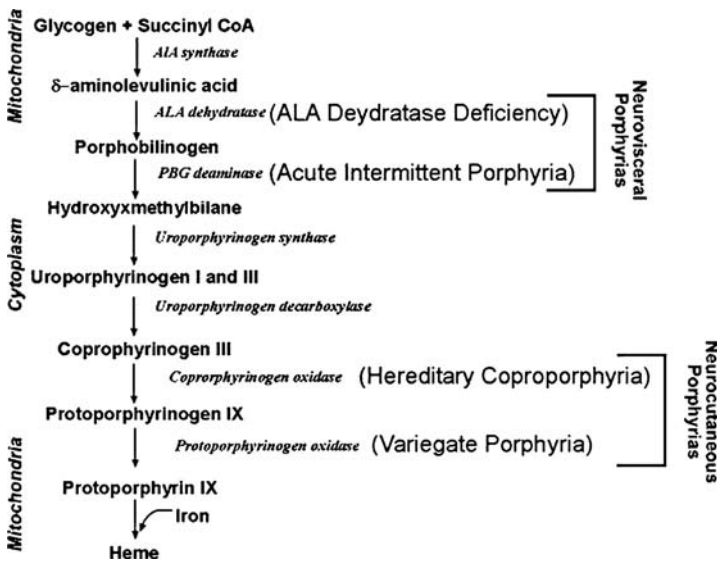 Glycogen + Succinyl CoA
AlA synthase
δ–aminolevulinic acid
ALA dehydratase (ALA Deydratase Deficiency)
Porphobilinogen
PBG deaminase (Acute Intermittent Porphyria)
Hydroxyxmethylbilane
Uroporphyrinogen synthase
Uroporphyrinogen I and III
Uroporphyrinogen decarboxylase
Coprophyrinogen III
Coprorphyrinogen oxidase (Hereditary Coproporphyria)
Protoporphyrinogen IX
Protoporphyrinogen oxidase (Variegate Porphyria)
Protoporphyrin IX
Iron
Heme
Mitochondria
Cytoplasm
Mitochondria
Neurovisceral
Porphyrias
Neurocutaneous
Porphyrias